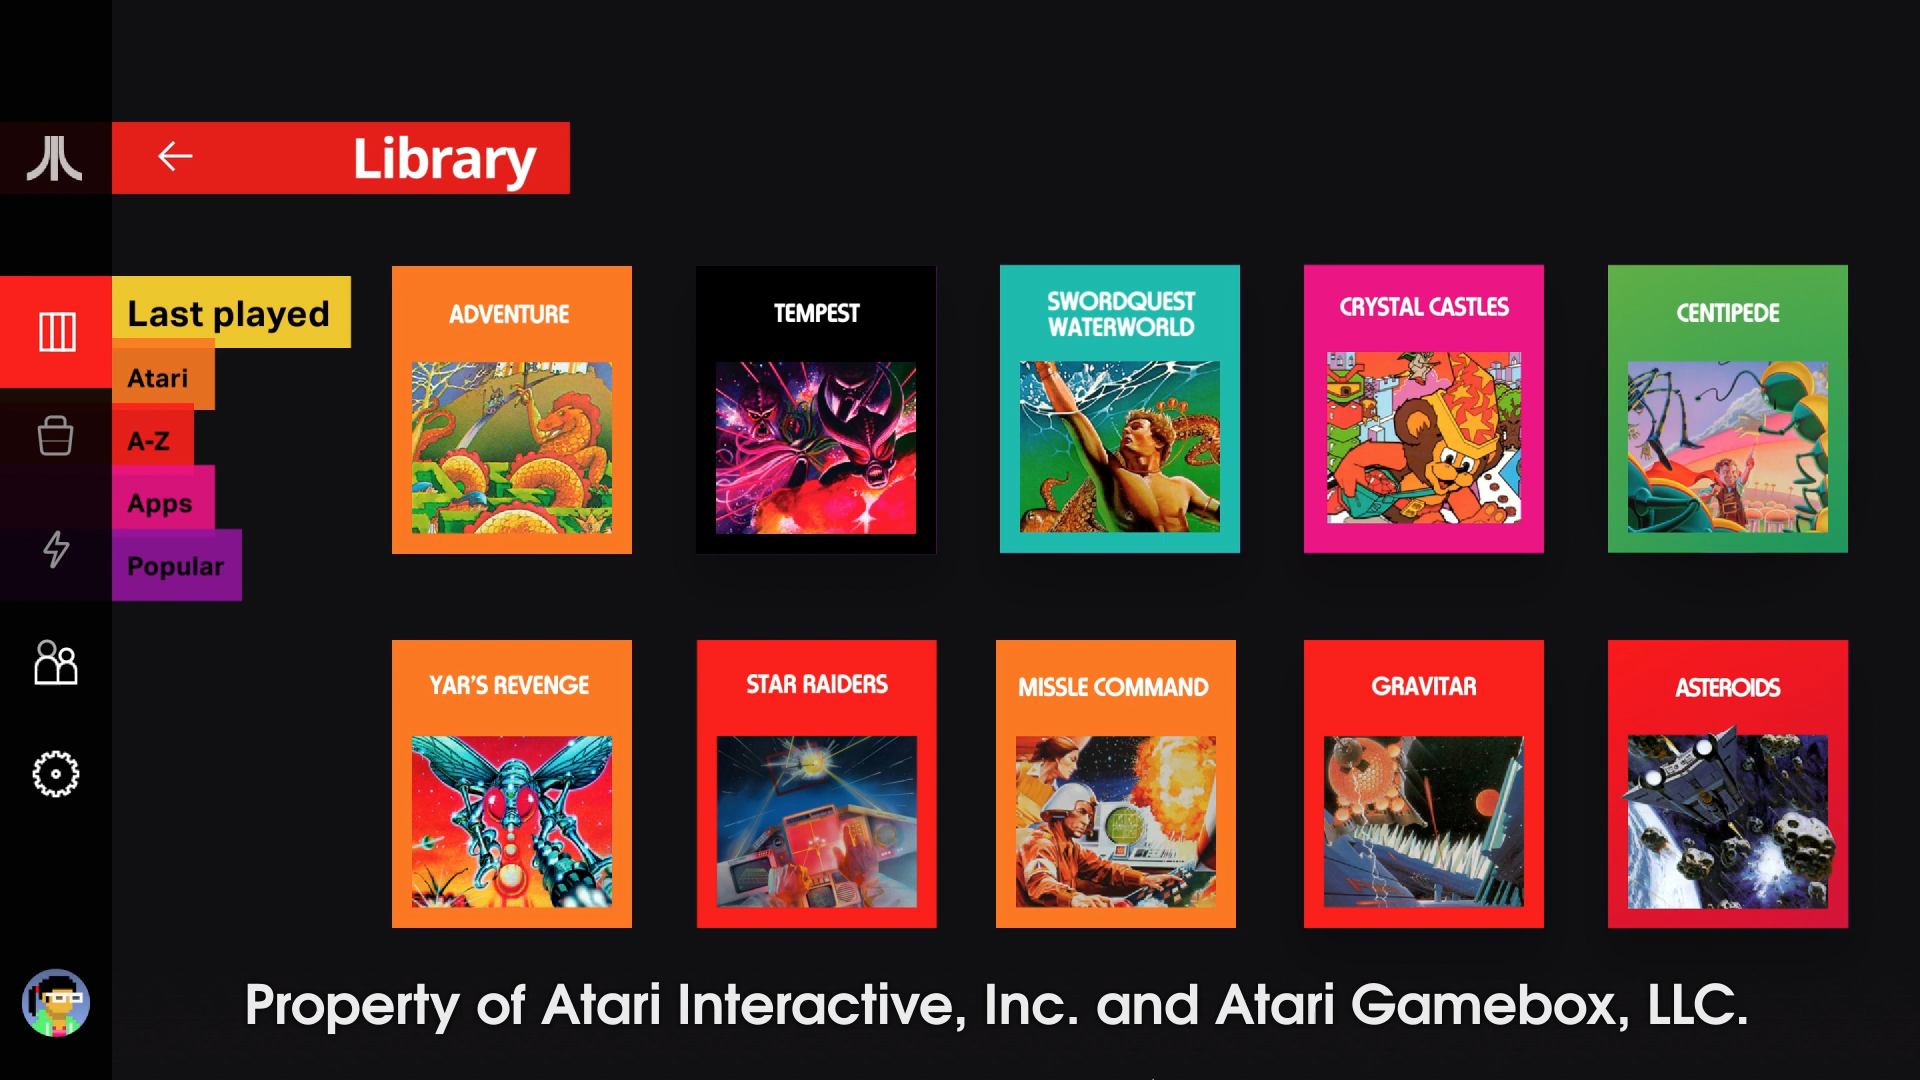 Library
Last played
Atari
A-Z
Apps
Popular
ADVENTURE
TEMPEST
SWORDQUEST
WATERWORLD
CRYSTAL CASTLES
CENTIPEDE
YAR'S REVENGE
STAR RAIDERS
MISSLE COMMAND
GRAVITAR
ASTEROIDS
Property of Atari Interactive, Inc. and Atari Gamebox, LLC.